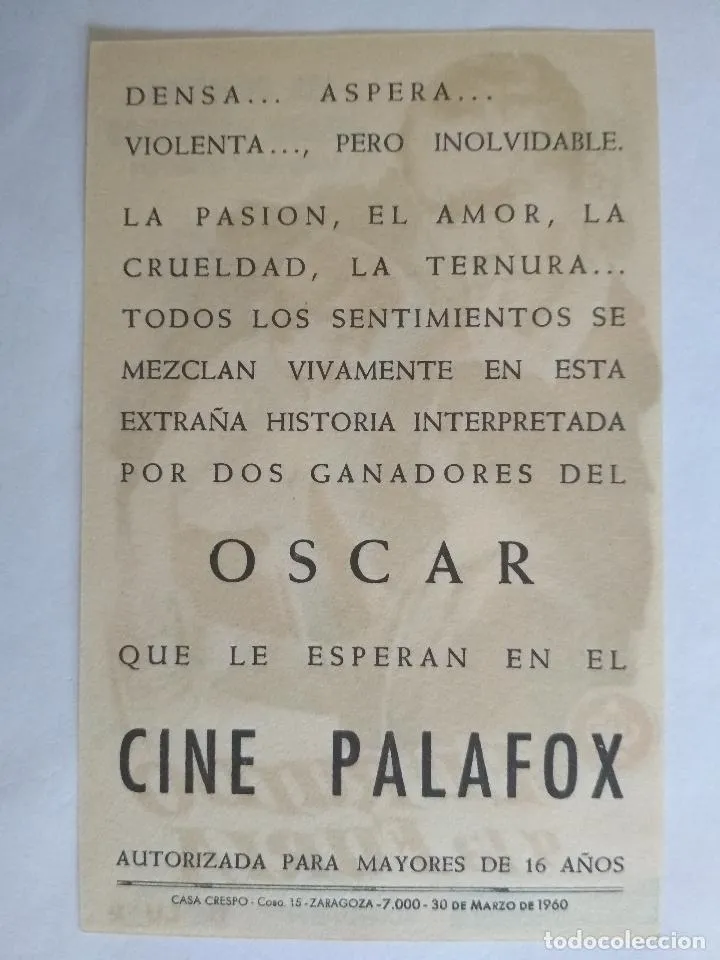 DENSA... ASPERA...
VIOLENTA..., PERO INOLVIDABLE.
LA PASION, EL AMOR, LA
CRUELDAD, LA TERNURA...
TODOS LOS SENTIMIENTOS SE
MEZCLAN VIVAMENTE EN ESTA
EXTRAÑA HISTORIA INTERPRETADA
POR DOS GANADORES DEL
OSCAR
QUE LE ESPERAN EN EL
CINE PALAFOX
AUTORIZADA PARA MAYORES DE 16 AÑOS
CASA CRESPO - Coso, 15 - ZARAGOZA - 7.000 - 30 DE MARZO DE 1960
todocoleccion